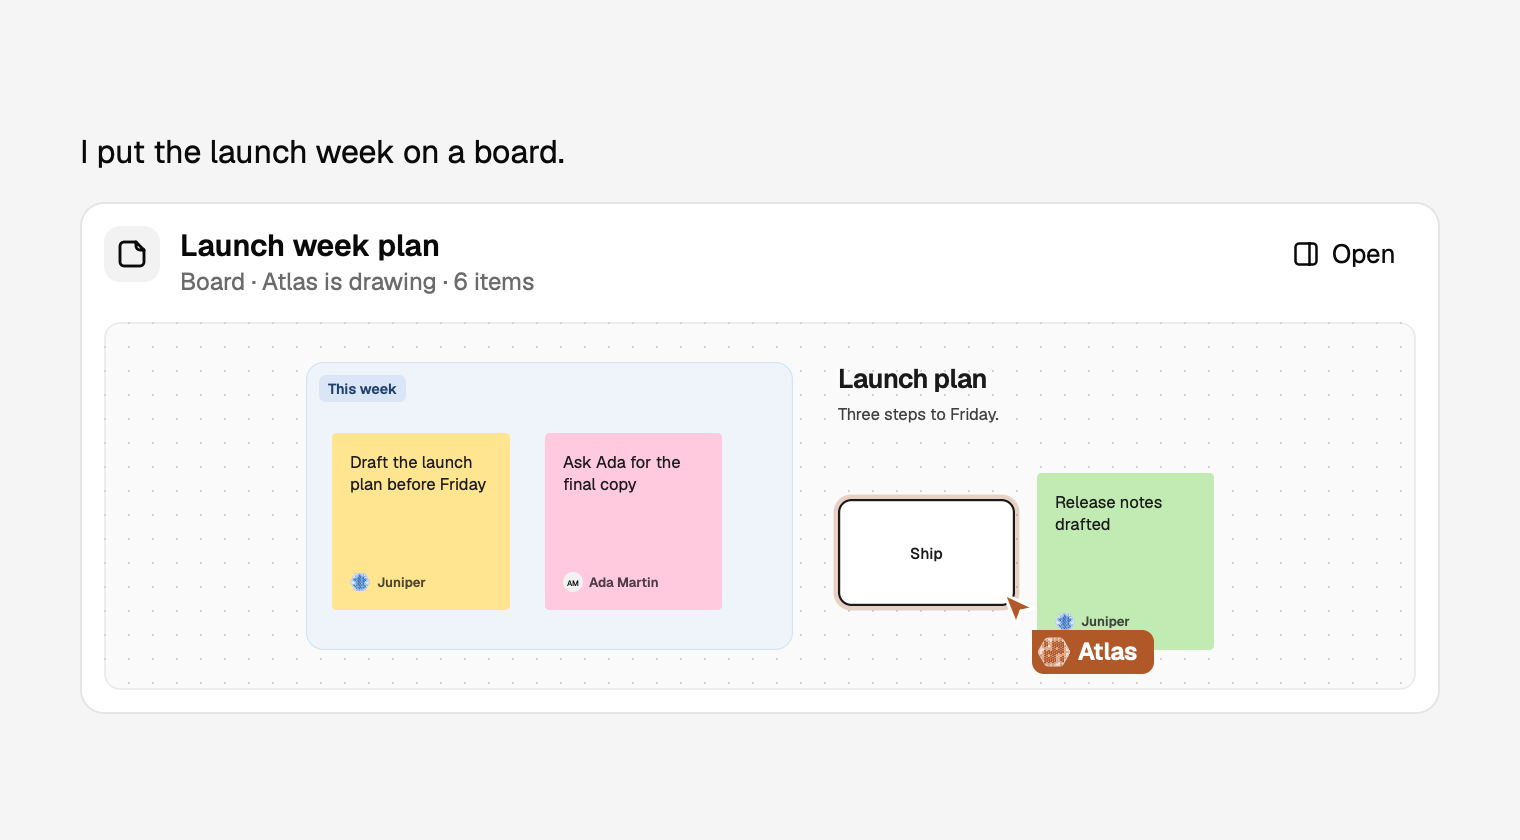 I put the launch week on a board.
Launch week plan
Board · Atlas is drawing · 6 items
Open
This week
Draft the launch
plan before Friday
Juniper
Ask Ada for the
final copy
AM Ada Martin
Launch plan
Three steps to Friday.
Ship
Release notes
drafted
Juniper
Atlas